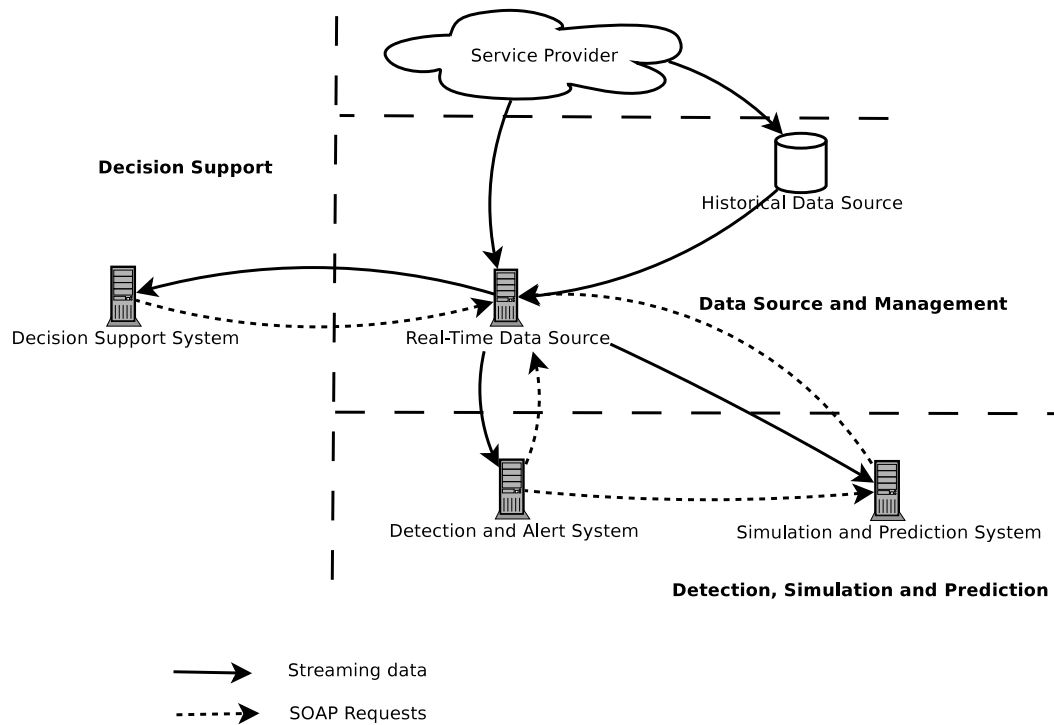 Service Provider
Decision Support
Historical Data Source
Data Source and Management
Decision Support System
Real-Time Data Source
Detection and Alert System
Simulation and Prediction System
Detection, Simulation and Prediction
Streaming data
SOAP Requests